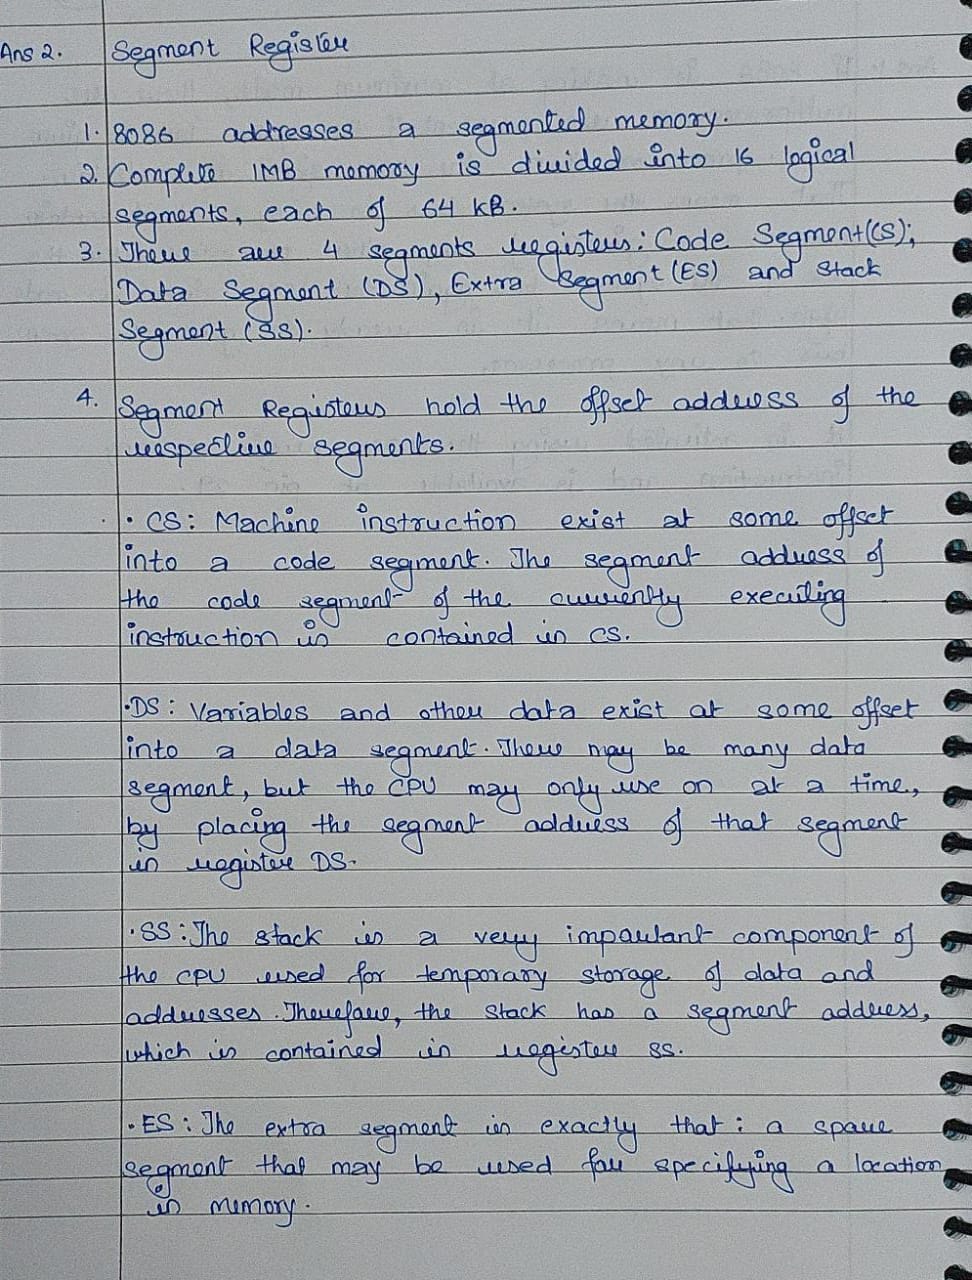 Ans 2. Segment Register
1. 8086 addresses a segmented memory.
2. Complete 1MB memory is divided into 16 logical
segments, each of 64 kB.
3. There are 4 segments registers: Code Segment(CS);
Data Segment (DS), Extra Segment (ES) and Stack
Segment (SS).
4. Segment Registers hold the offset address of the
respective segments.
• CS: Machine instruction exist at some offset
into a code segment. The segment address of
the code segment of the currently executing
instruction is contained in CS.
•DS: Variables and other data exist at some offset
into a data segment. There may be many data
segment, but the CPU may only use on at a time,
by placing the segment address of that segment
in register DS.
•SS: The stack is a very important component of
the CPU used for temporary storage of data and
addresses. Therefore, the stack has a segment address,
which is contained in register SS.
•ES: The extra segment is exactly that: a spare
segment that may be used for specifying a location
in memory.